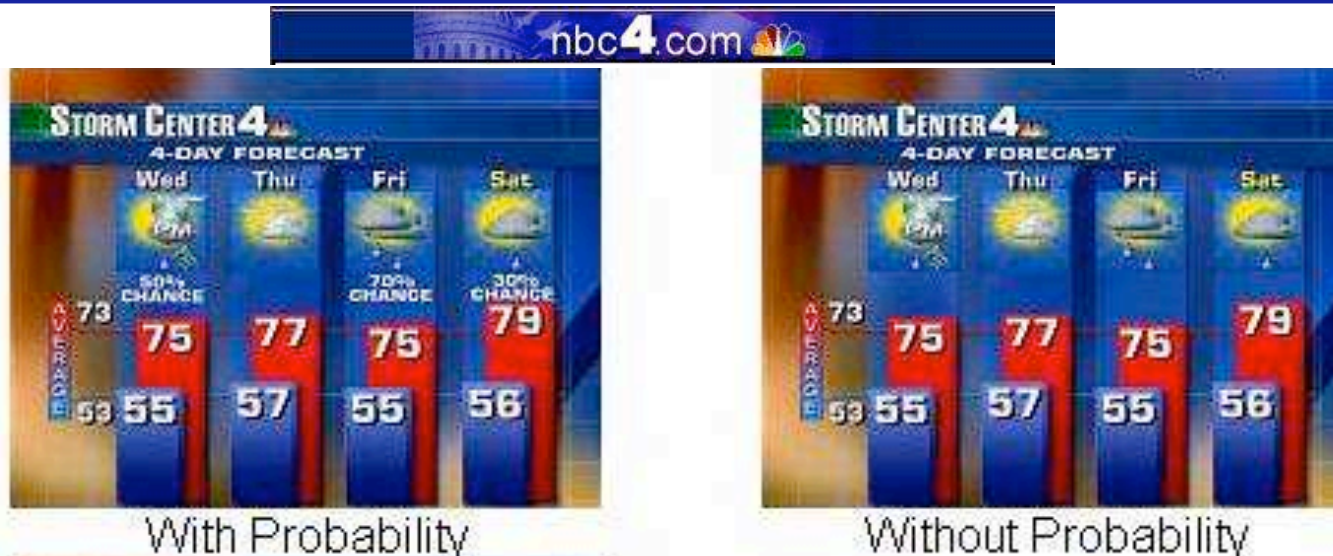 nbc4.com
STORM CENTER 4
4-DAY FORECAST
Wed Thu Fri Sat
PM
50% CHANCE 70% CHANCE 30% CHANCE
AVERAGE
73 75 77 75 79
53 55 57 55 56
With Probability
STORM CENTER 4
4-DAY FORECAST
Wed Thu Fri Sat
PM
AVERAGE
73 75 77 75 79
53 55 57 55 56
Without Probability